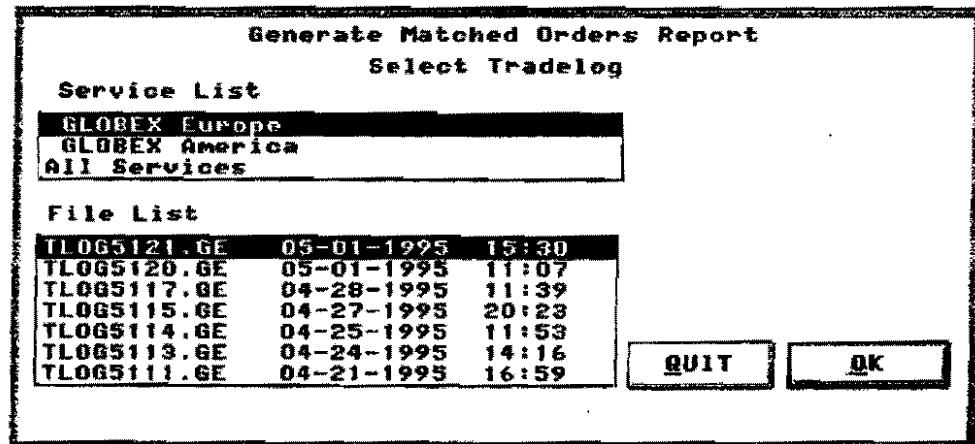 Generate Matched Orders Report
Select Tradelog
Service List
GLOBEX Europe
GLOBEX America
All Services
File List
TLOG5121.GE 05-01-1995 15:30
TLOG5120.GE 05-01-1995 11:07
TLOG5117.GE 04-28-1995 11:39
TLOG5115.GE 04-27-1995 20:23
TLOG5114.GE 04-25-1995 11:53
TLOG5113.GE 04-24-1995 14:16
TLOG5111.GE 04-21-1995 16:59
QUIT OK